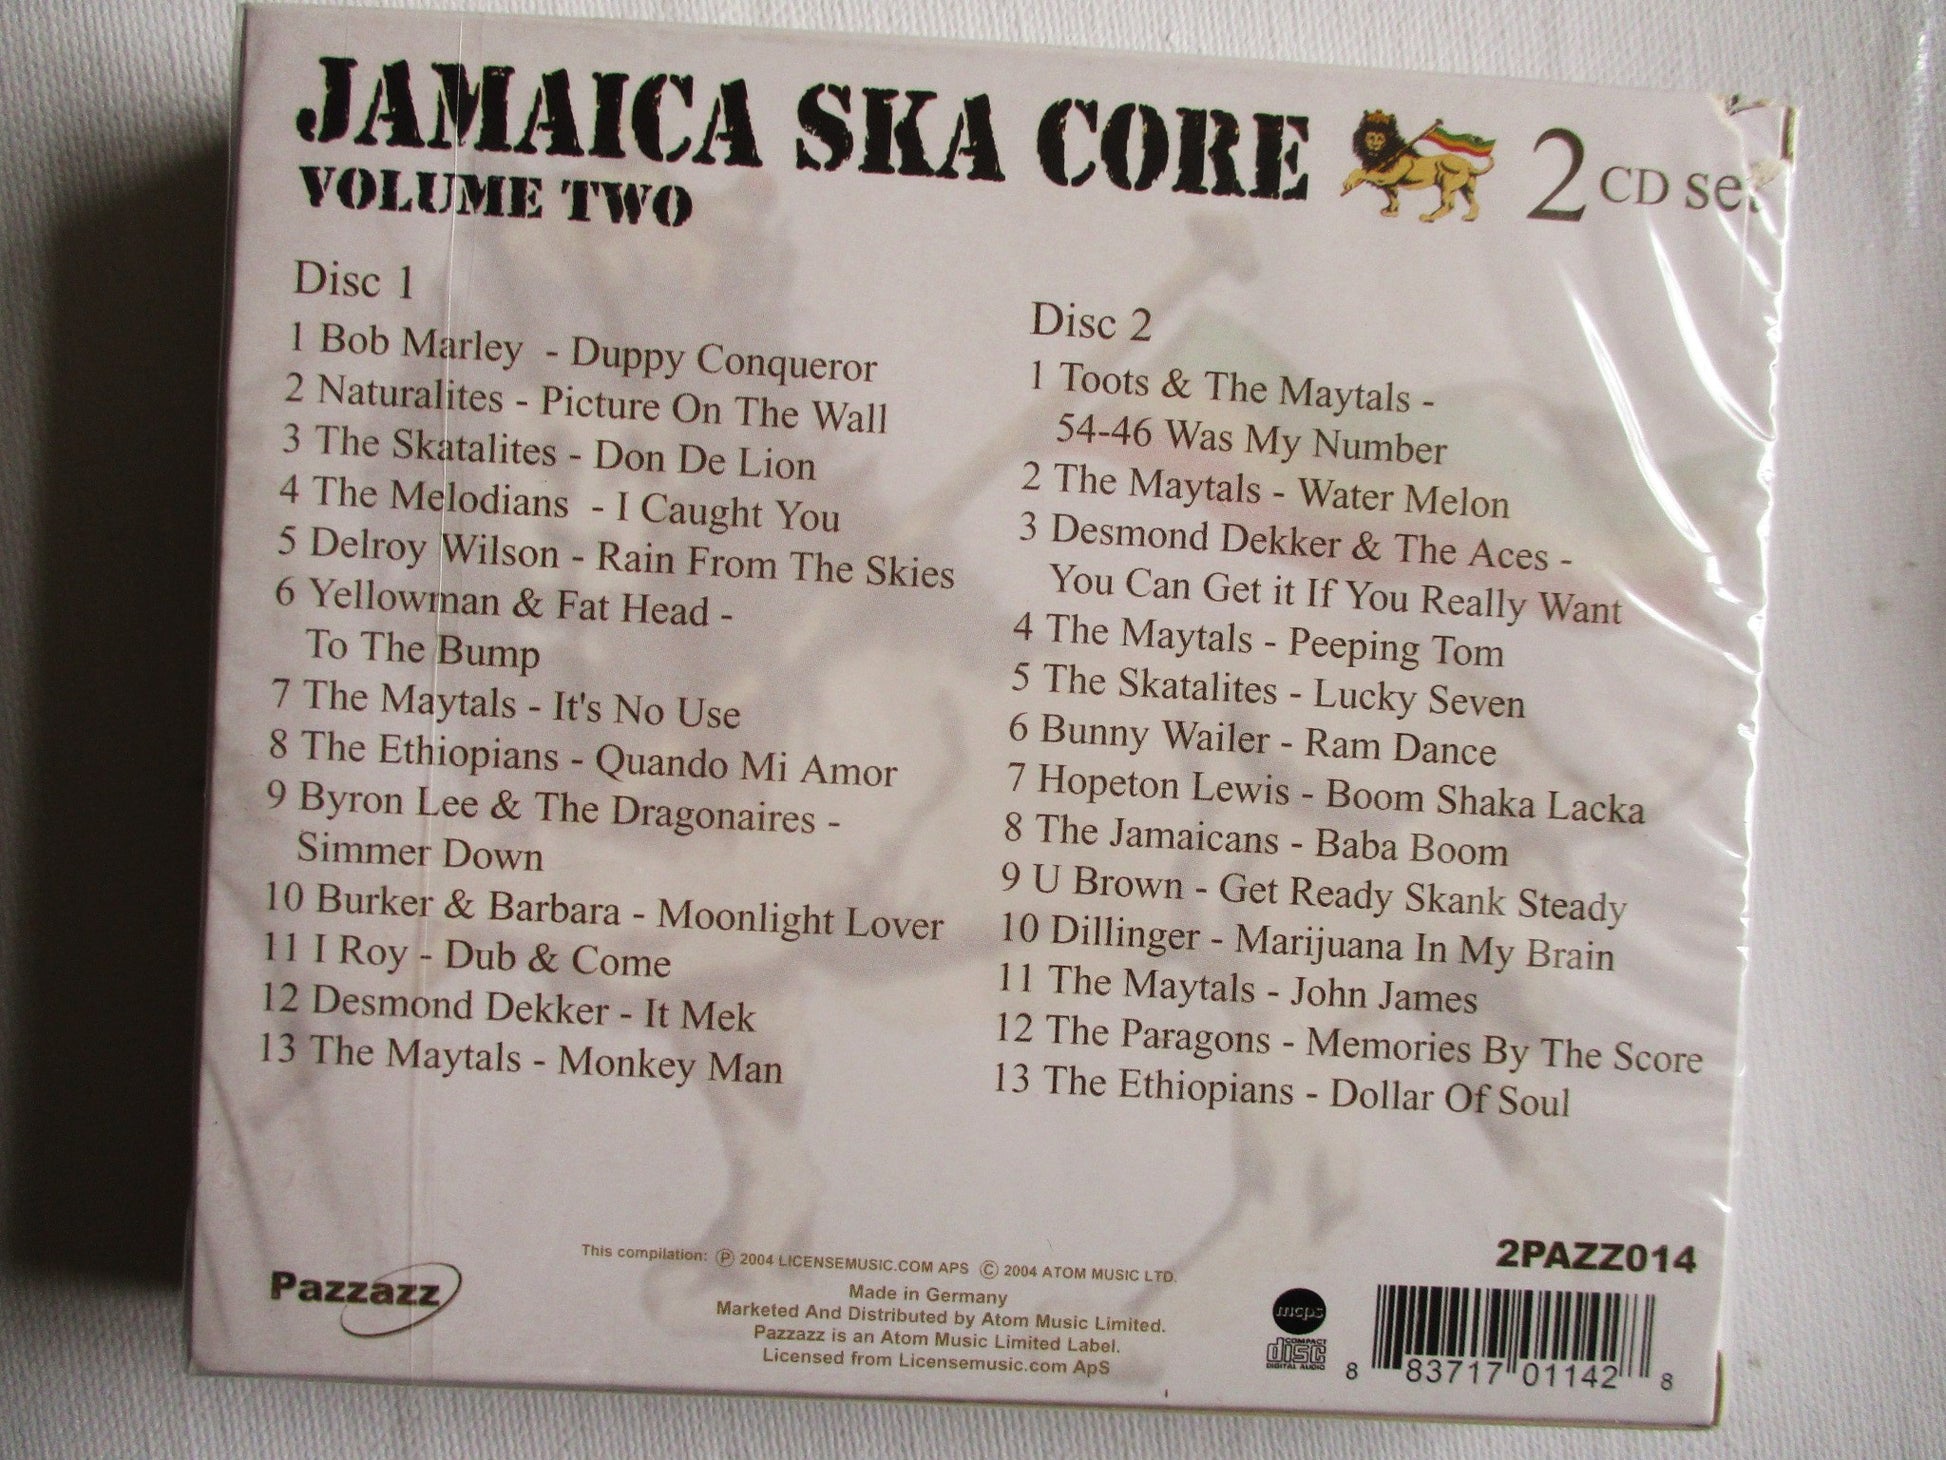 JAMAICA SKA CORE
VOLUME TWO
2 CD set
Disc 1
1 Bob Marley - Duppy Conqueror
2 Naturalites - Picture On The Wall
3 The Skatalites - Don De Lion
4 The Melodians - I Caught You
5 Delroy Wilson - Rain From The Skies
6 Yellowman & Fat Head -
To The Bump
7 The Maytals - It's No Use
8 The Ethiopians - Quando Mi Amor
9 Byron Lee & The Dragonaires -
Simmer Down
10 Burker & Barbara - Moonlight Lover
11 I Roy - Dub & Come
12 Desmond Dekker - It Mek
13 The Maytals - Monkey Man
Disc 2
1 Toots & The Maytals -
54-46 Was My Number
2 The Maytals - Water Melon
3 Desmond Dekker & The Aces -
You Can Get it If You Really Want
4 The Maytals - Peeping Tom
5 The Skatalites - Lucky Seven
6 Bunny Wailer - Ram Dance
7 Hopeton Lewis - Boom Shaka Lacka
8 The Jamaicans - Baba Boom
9 U Brown - Get Ready Skank Steady
10 Dillinger - Marijuana In My Brain
11 The Maytals - John James
12 The Paragons - Memories By The Score
13 The Ethiopians - Dollar Of Soul
Pazzazz
This compilation: ℗ 2004 LICENSEMUSIC.COM APS © 2004 ATOM MUSIC LTD.
Made in Germany
Marketed And Distributed by Atom Music Limited.
Pazzazz is an Atom Music Limited Label.
Licensed from Licensemusic.com ApS
2PAZZ014
mcps
COMPACT
disc
DIGITAL AUDIO
8 83717 01142 8